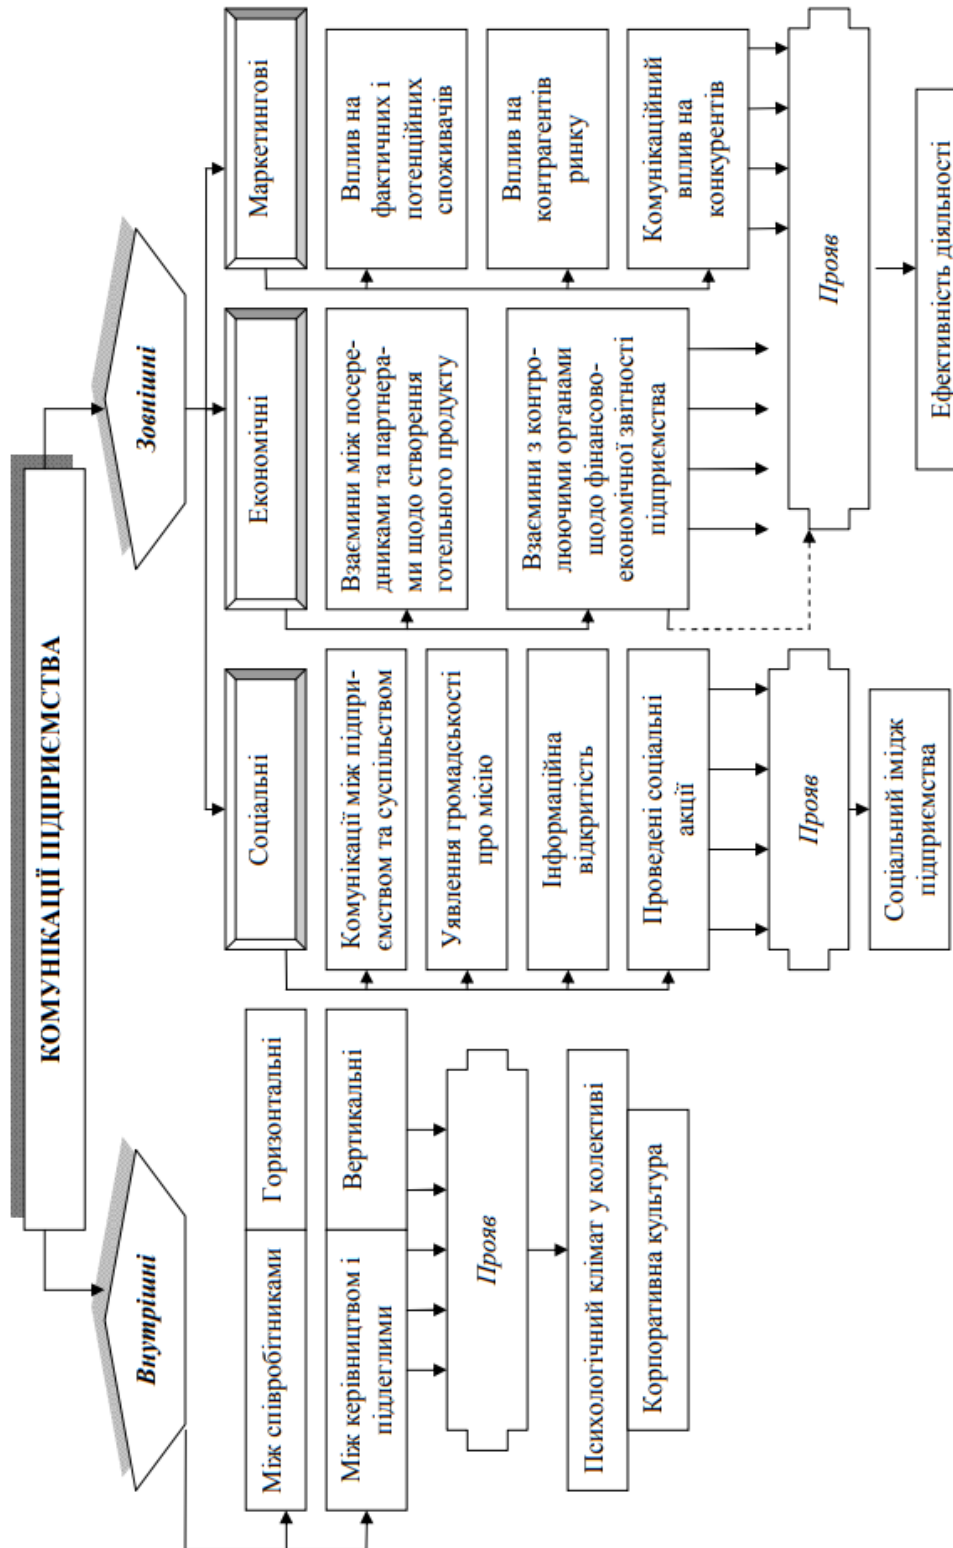 КОМУНІКАЦІЇ ПІДПРИЄМСТВА
Внутрішні
Зовнішні
Між співробітниками
Горизонтальні
Між керівництвом і
підлеглими
Вертикальні
Прояв
Психологічний клімат у колективі
Корпоративна культура
Соціальні
Комунікації між підпри-
ємством та суспільством
Уявлення громадськості
про місію
Інформаційна
відкритість
Проведені соціальні
акції
Прояв
Соціальний імідж
підприємства
Економічні
Взаємини між посере-
дниками та партнера-
ми щодо створення
готельного продукту
Взаємини з контро-
люючими органами
щодо фінансово-
економічної звітності
підприємства
Маркетингові
Вплив на
фактичних і
потенційних
споживачів
Вплив на
контрагентів
ринку
Комунікаційний
вплив на
конкурентів
Прояв
Ефективність діяльності